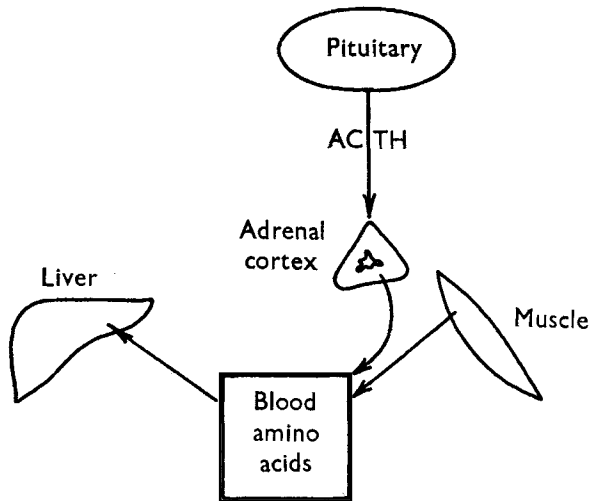 Pituitary
ACTH
Adrenal
cortex
Liver
Muscle
Blood
amino
acids